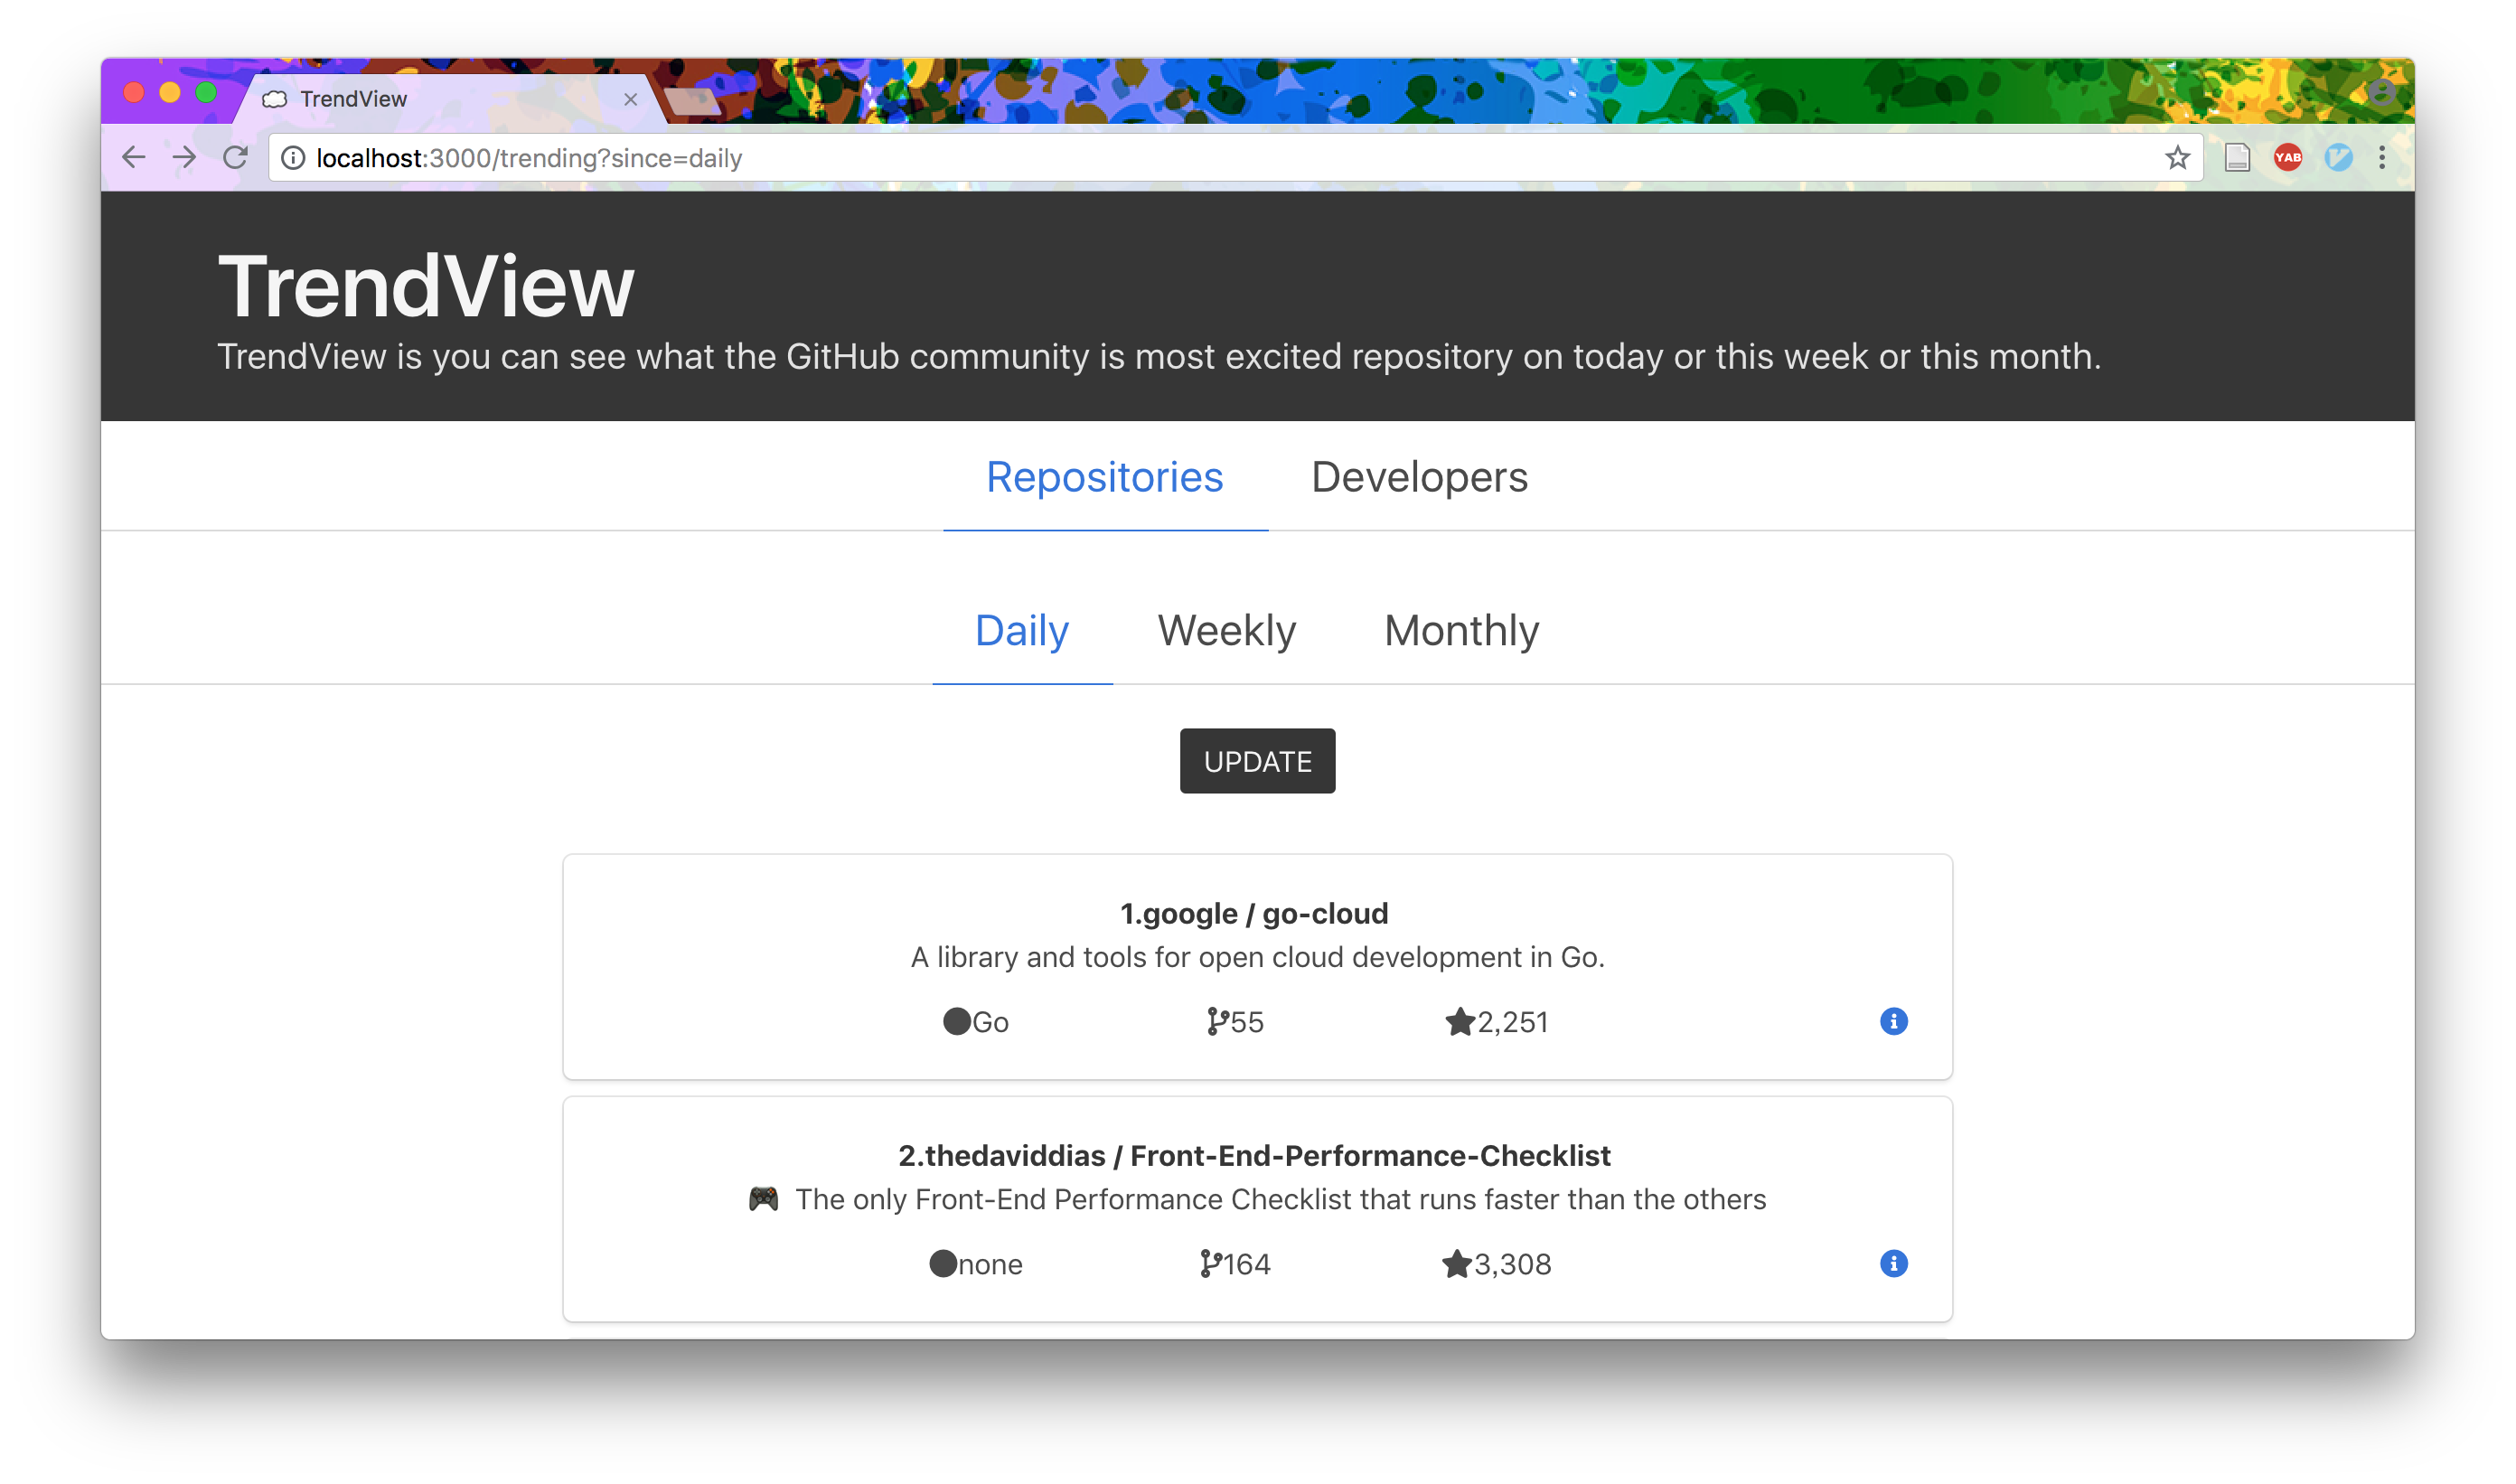 TrendView
localhost:3000/trending?since=daily
YAB
TrendView
TrendView is you can see what the GitHub community is most excited repository on today or this week or this month.
Repositories Developers
Daily Weekly Monthly
UPDATE
1.google / go-cloud
A library and tools for open cloud development in Go.
Go 55 2,251
2.thedaviddias / Front-End-Performance-Checklist
🎮 The only Front-End Performance Checklist that runs faster than the others
none 164 3,308